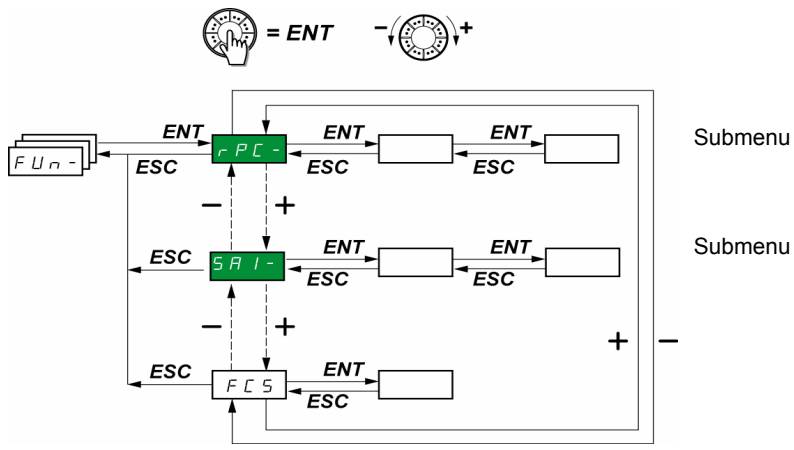 = ENT - +
ENT ENT ENT Submenu
FUn- rPC-
ESC ESC ESC
- +
ESC SAI- ENT ENT Submenu
ESC ESC
- +
+ -
ESC FCS ENT
ESC